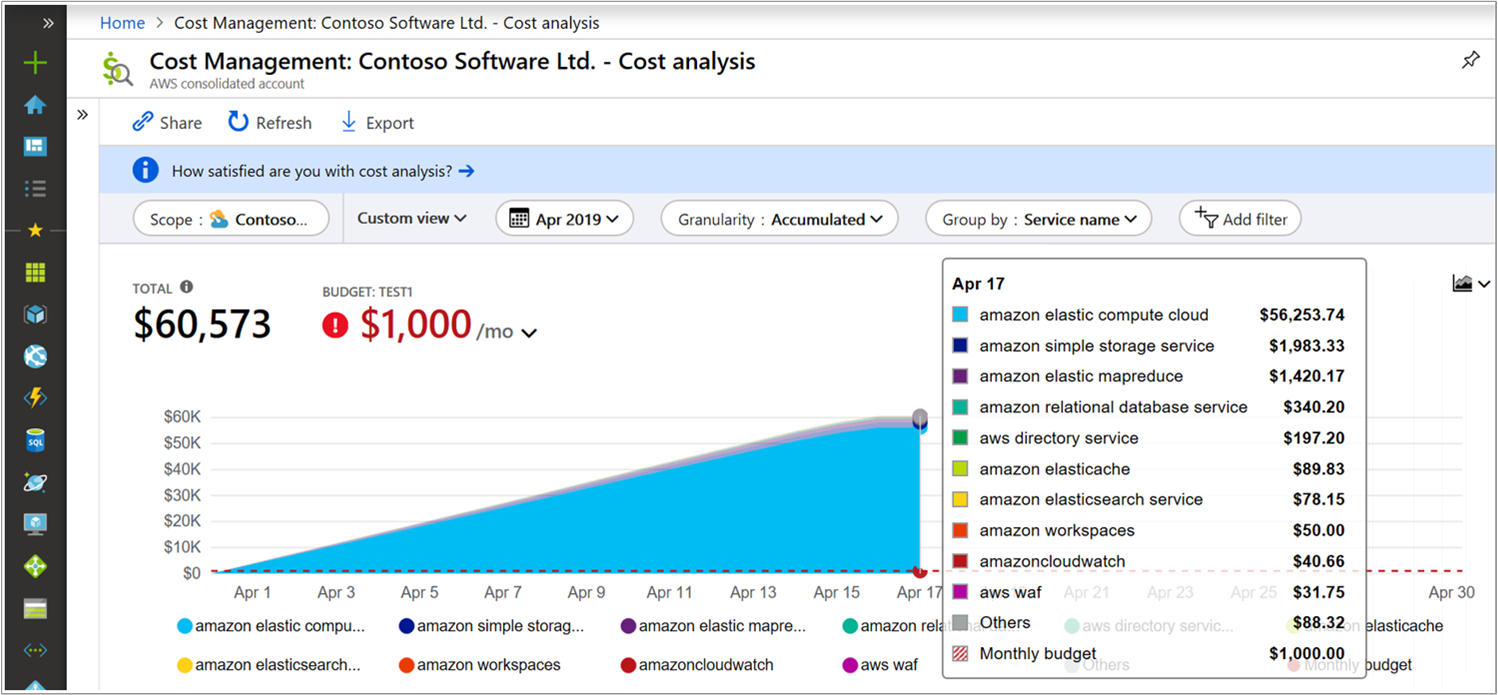 Home > Cost Management: Contoso Software Ltd. - Cost analysis
Cost Management: Contoso Software Ltd. - Cost analysis
AWS consolidated account
Share Refresh Export
How satisfied are you with cost analysis?
Scope : Contoso... Custom view Apr 2019 Granularity : Accumulated Group by : Service name Add filter
TOTAL
$60,573
BUDGET: TEST1
$1,000 /mo
Apr 17
amazon elastic compute cloud $56,253.74
amazon simple storage service $1,983.33
amazon elastic mapreduce $1,420.17
amazon relational database service $340.20
aws directory service $197.20
amazon elasticache $89.83
amazon elasticsearch service $78.15
amazon workspaces $50.00
amazoncloudwatch $40.66
aws waf $31.75
Others $88.32
Monthly budget $1,000.00
$60K
$50K
$40K
$30K
$20K
$10K
$0
Apr 1 Apr 3 Apr 5 Apr 7 Apr 9 Apr 11 Apr 13 Apr 15 Apr 17 Apr 21 Apr 23 Apr 25 Apr 30
amazon elastic compu... amazon simple storag... amazon elastic mapre... amazon relational da... aws directory servic... amazon elasticache
amazon elasticsearch... amazon workspaces amazoncloudwatch aws waf Others Monthly budget
SQL